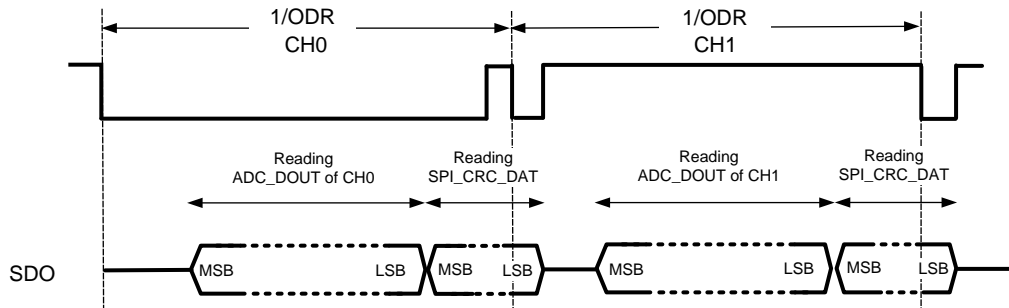 1/ODR
CH0
1/ODR
CH1
Reading
ADC_DOUT of CH0
Reading
SPI_CRC_DAT
Reading
ADC_DOUT of CH1
Reading
SPI_CRC_DAT
SDO
MSB
LSB
MSB
LSB
MSB
LSB
MSB
LSB